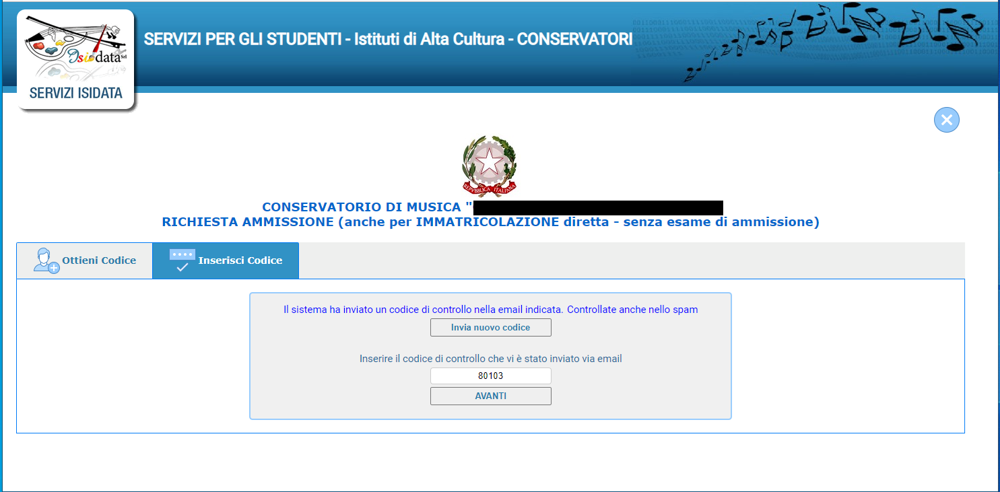 SERVIZI PER GLI STUDENTI - Istituti di Alta Cultura - CONSERVATORI
Isidata Srl
SERVIZI ISIDATA
REPVBBLICA ITALIANA
CONSERVATORIO DI MUSICA "
RICHIESTA AMMISSIONE (anche per IMMATRICOLAZIONE diretta - senza esame di ammissione)
Ottieni Codice
Inserisci Codice
Il sistema ha inviato un codice di controllo nella email indicata. Controllate anche nello spam
Invia nuovo codice
Inserire il codice di controllo che vi è stato inviato via email
80103
AVANTI